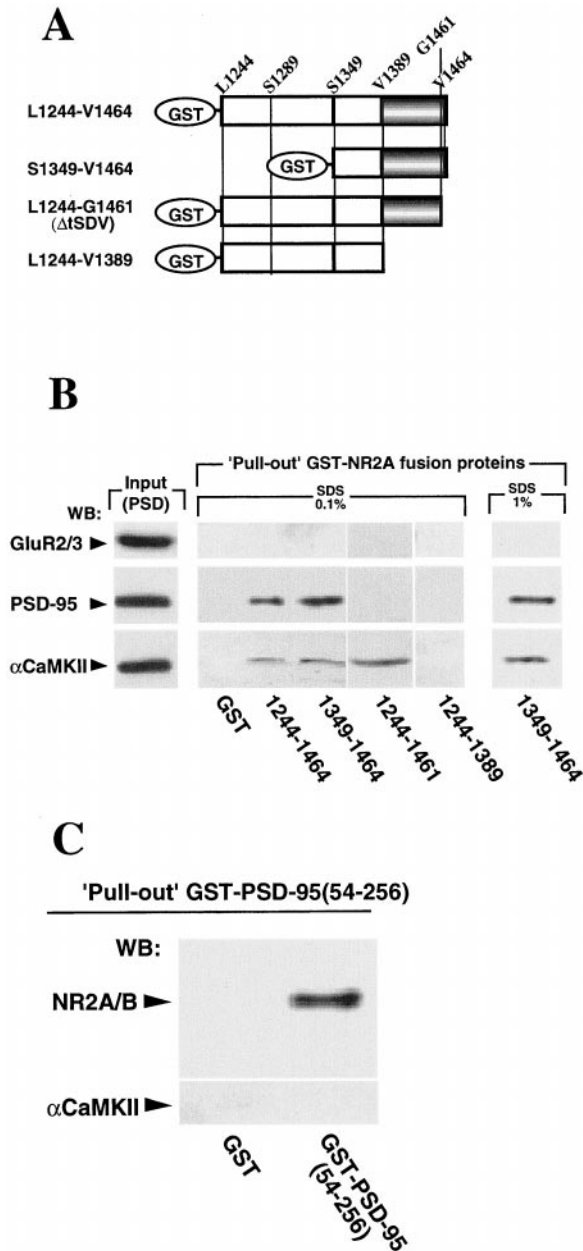 A
L1244
S1289
S1349
V1389
G1461
V1464
L1244-V1464
GST
S1349-V1464
GST
L1244-G1461
(ΔtSDV)
GST
L1244-V1389
GST
B
'Pull-out' GST-NR2A fusion proteins
Input
(PSD)
SDS
0.1%
SDS
1%
WB:
GluR2/3
PSD-95
αCaMKII
GST
1244-1464
1349-1464
1244-1461
1244-1389
1349-1464
C
'Pull-out' GST-PSD-95(54-256)
WB:
NR2A/B
αCaMKII
GST
GST-PSD-95
(54-256)